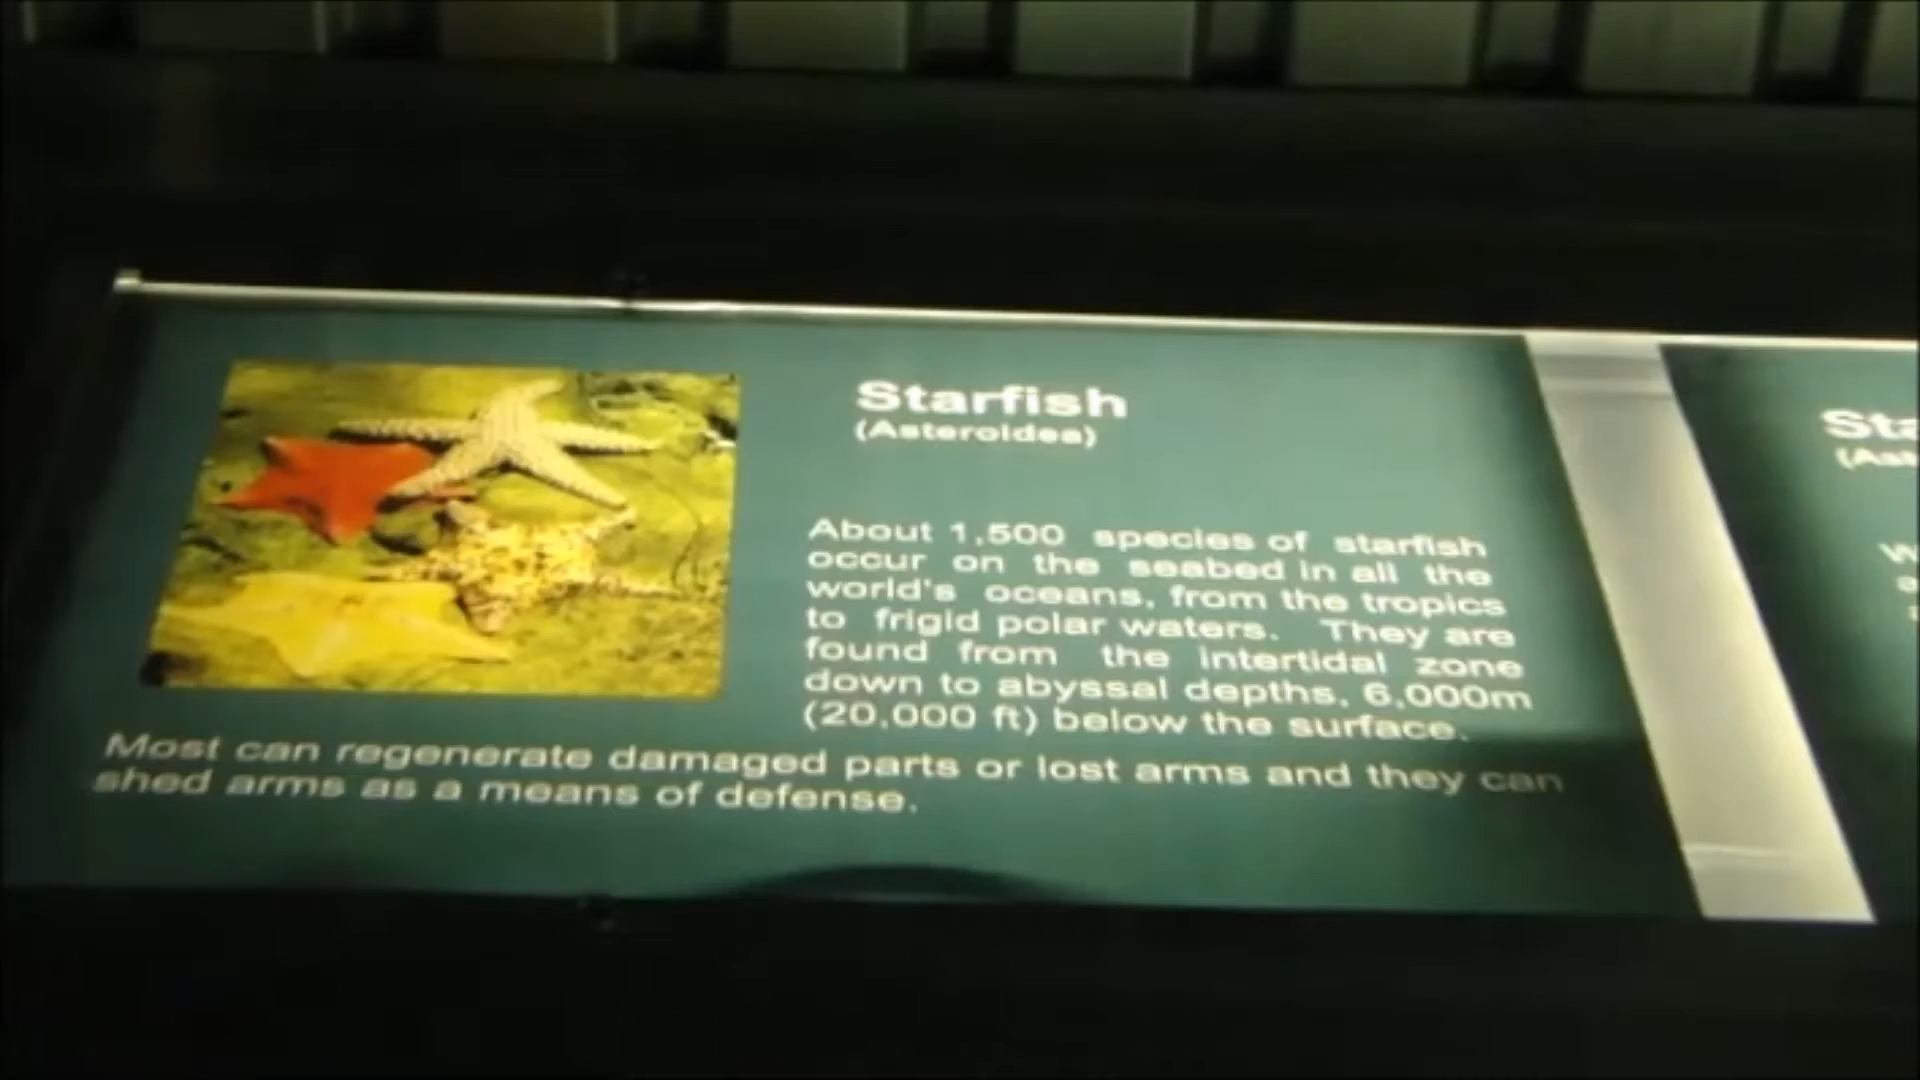 Starfish
(Asteroidea)
About 1,500 species of starfish
occur on the seabed in all the
world's oceans, from the tropics
to frigid polar waters. They are
found from the intertidal zone
down to abyssal depths, 6,000m
(20,000 ft) below the surface.
Most can regenerate damaged parts or lost arms and they can
shed arms as a means of defense.